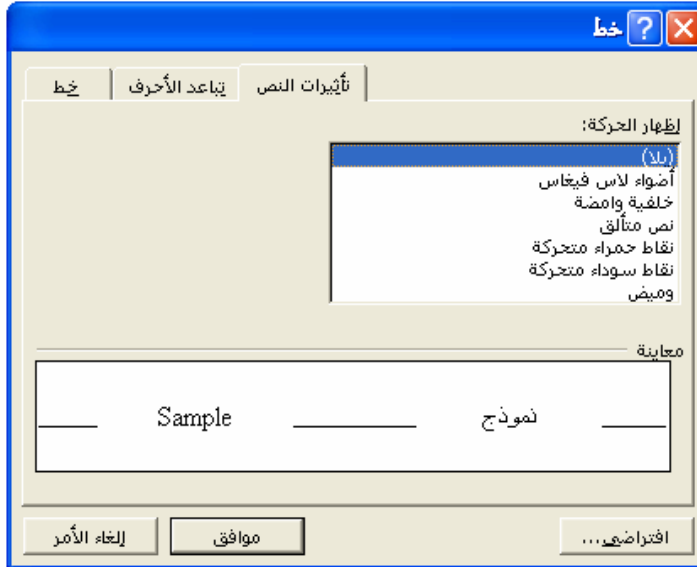 خط
خط
تباعد الأحرف
تأثيرات النص
إظهار الحركة:
(بلا)
أضواء لاس فيغاس
خلفية وامضة
نص متألق
نقاط حمراء متحركة
نقاط سوداء متحركة
وميض
معاينة
نموذج Sample
افتراضي...
موافق
إلغاء الأمر